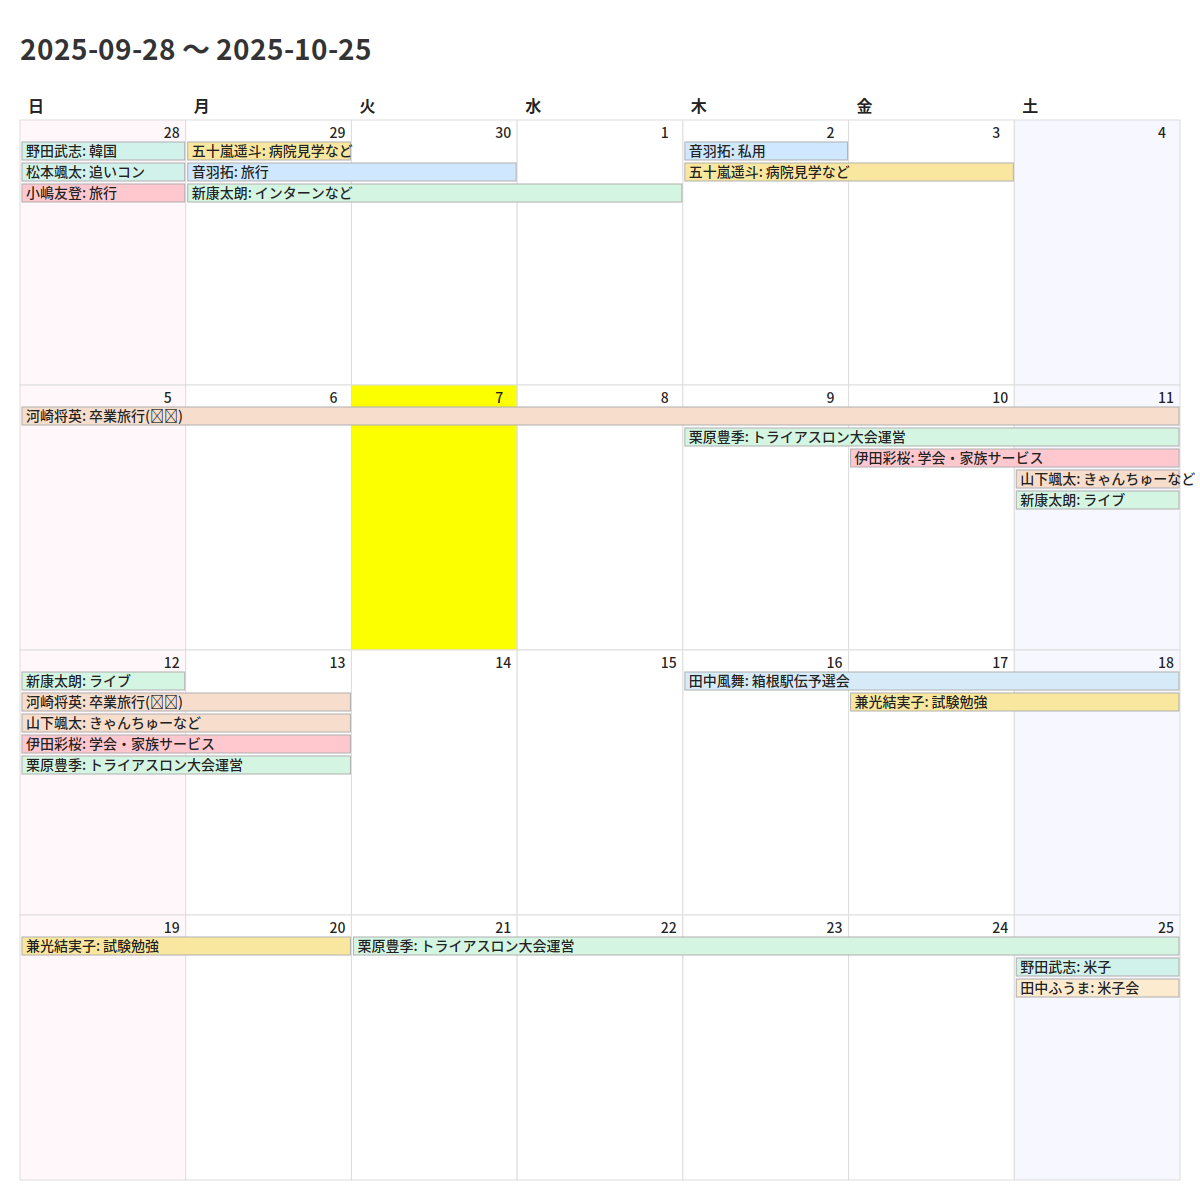 2025-09-28 〜 2025-10-25
日 月 火 水 木 金 土
28 29 30 1 2 3 4
野田武志: 韓国
五十嵐遥斗: 病院見学など
音羽拓: 私用
松本颯太: 追いコン
音羽拓: 旅行
五十嵐遥斗: 病院見学など
小嶋友登: 旅行
新康太朗: インターンなど
5 6 7 8 9 10 11
河崎将英: 卒業旅行(□□)
栗原豊季: トライアスロン大会運営
伊田彩桜: 学会・家族サービス
山下颯太: きゃんちゅーなど
新康太朗: ライブ
12 13 14 15 16 17 18
新康太朗: ライブ
田中風舞: 箱根駅伝予選会
河崎将英: 卒業旅行(□□)
兼光結実子: 試験勉強
山下颯太: きゃんちゅーなど
伊田彩桜: 学会・家族サービス
栗原豊季: トライアスロン大会運営
19 20 21 22 23 24 25
兼光結実子: 試験勉強
栗原豊季: トライアスロン大会運営
野田武志: 米子
田中ふうま: 米子会